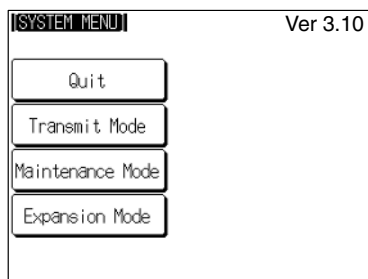 [SYSTEM MENU] Ver 3.10
Quit
Transmit Mode
Maintenance Mode
Expansion Mode